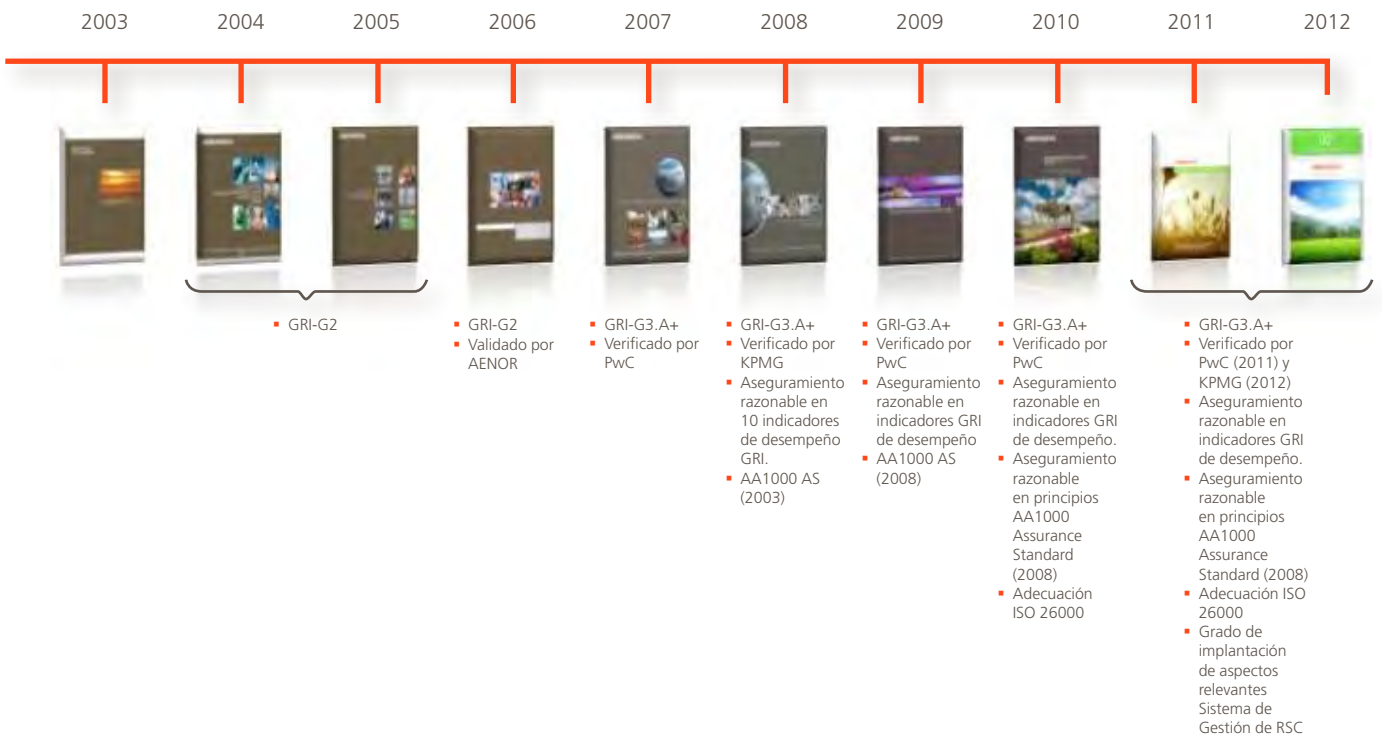 2003 2004 2005 2006 2007 2008 2009 2010 2011 2012
▪ GRI-G2
▪ GRI-G2
▪ Validado por
AENOR
▪ GRI-G3.A+
▪ Verificado por
PwC
▪ GRI-G3.A+
▪ Verificado por
KPMG
▪ Aseguramiento
razonable en
10 indicadores
de desempeño
GRI.
▪ AA1000 AS
(2003)
▪ GRI-G3.A+
▪ Verificado por
PwC
▪ Aseguramiento
razonable en
indicadores GRI
de desempeño
▪ AA1000 AS
(2008)
▪ GRI-G3.A+
▪ Verificado por
PwC
▪ Aseguramiento
razonable en
indicadores GRI
de desempeño.
▪ Aseguramiento
razonable
en principios
AA1000
Assurance
Standard
(2008)
▪ Adecuación
ISO 26000
▪ GRI-G3.A+
▪ Verificado por
PwC (2011) y
KPMG (2012)
▪ Aseguramiento
razonable en
indicadores GRI
de desempeño.
▪ Aseguramiento
razonable
en principios
AA1000
Assurance
Standard (2008)
▪ Adecuación ISO
26000
▪ Grado de
implantación
de aspectos
relevantes
Sistema de
Gestión de RSC